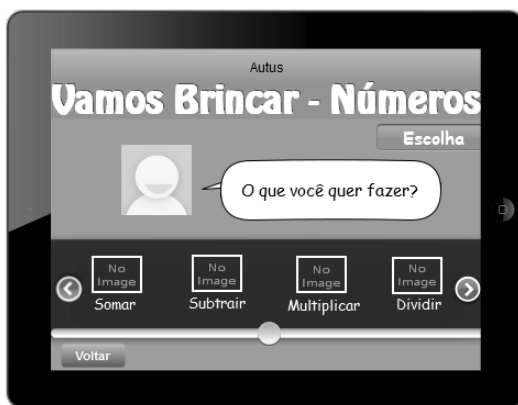 Autus
Vamos Brincar - Números
Escolha
O que você quer fazer?
No Image
No Image
No Image
No Image
Somar
Subtrair
Multiplicar
Dividir
Voltar